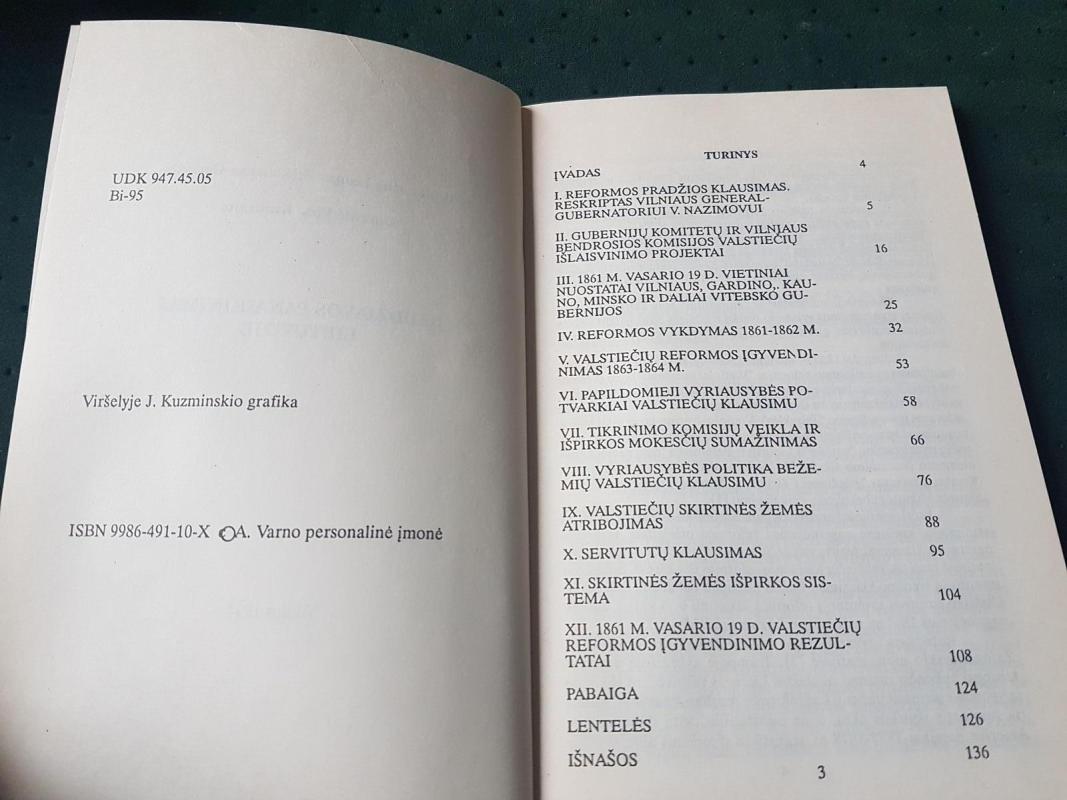 UDK 947.45.05
Bi-95
Viršelyje J. Kuzminskio grafika
ISBN 9986-491-10-X ©A. Varno personalinė įmonė
TURINYS
ĮVADAS 4
I. REFORMOS PRADŽIOS KLAUSIMAS.
RESKRIPTAS VILNIAUS GENERAL-
GUBERNATORIUI V. NAZIMOVUI 5
II. GUBERNIJŲ KOMITETŲ IR VILNIAUS
BENDROSIOS KOMISIJOS VALSTIEČIŲ
IŠLAISVINIMO PROJEKTAI 16
III. 1861 M. VASARIO 19 D. VIETINIAI
NUOSTATAI VILNIAUS, GARDINO,. KAU-
NO, MINSKO IR DALIAI VITEBSKO GU-
BERNIJOS 25
IV. REFORMOS VYKDYMAS 1861-1862 M. 32
V. VALSTIEČIŲ REFORMOS ĮGYVENDI-
NIMAS 1863-1864 M. 53
VI. PAPILDOMIEJI VYRIAUSYBĖS PO-
TVARKIAI VALSTIEČIŲ KLAUSIMU 58
VII. TIKRINIMO KOMISIJŲ VEIKLA IR
IŠPIRKOS MOKESČIŲ SUMAŽINIMAS 66
VIII. VYRIAUSYBĖS POLITIKA BEŽE-
MIŲ VALSTIEČIŲ KLAUSIMU 76
IX. VALSTIEČIŲ SKIRTINĖS ŽEMĖS
ATRIBOJIMAS 88
X. SERVITUTŲ KLAUSIMAS 95
XI. SKIRTINĖS ŽEMĖS IŠPIRKOS SIS-
TEMA 104
XII. 1861 M. VASARIO 19 D. VALSTIEČIŲ
REFORMOS ĮGYVENDINIMO REZUL-
TATAI 108
PABAIGA 124
LENTELĖS 126
IŠNAŠOS 136
3